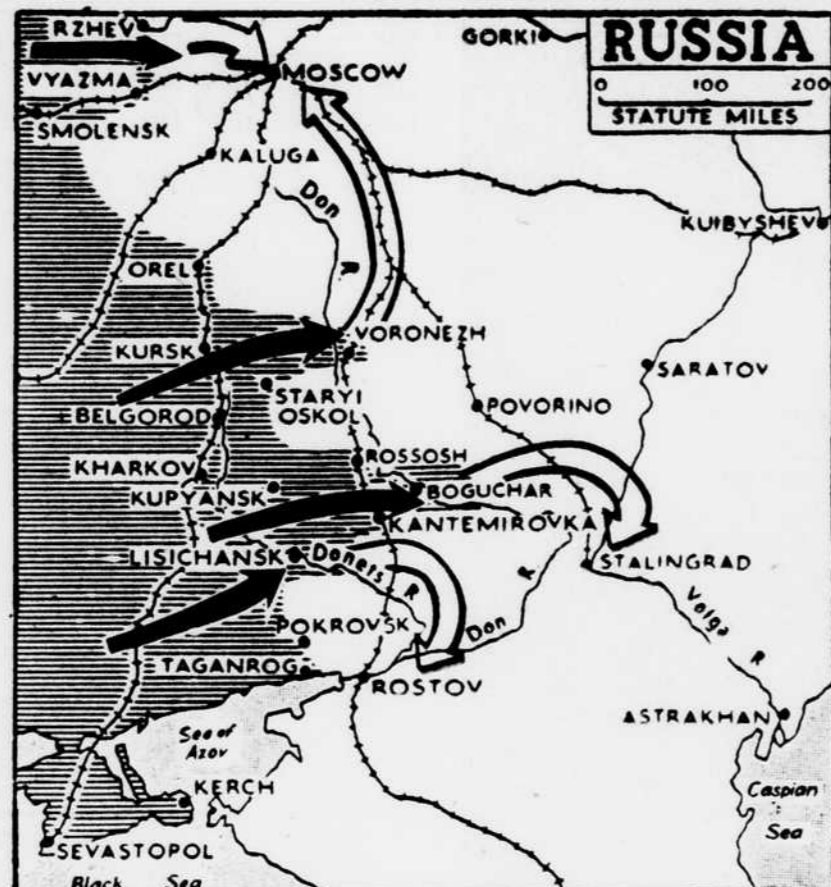 RZHEV
GORKI
RUSSIA
0 100 200
STATUTE MILES
MOSCOW
VYAZMA
SMOLENSK
KALUGA
Don
R
KUIBYSHEV
OREL
VORONEZH
KURSK
SARATOV
STARYI
OSKOL
POVORINO
BELGOROD
ROSSOSH
KHARKOV
KUPYANSK
BOGUCHAR
KANTEMIROVKA
LISICHANSK
Donets R
STALINGRAD
Don R
Volga R
POKROVSK
TAGANROG
ROSTOV
ASTRAKHAN
Sea of
Azov
KERCH
Caspian
Sea
SEVASTOPOL
Black Sea